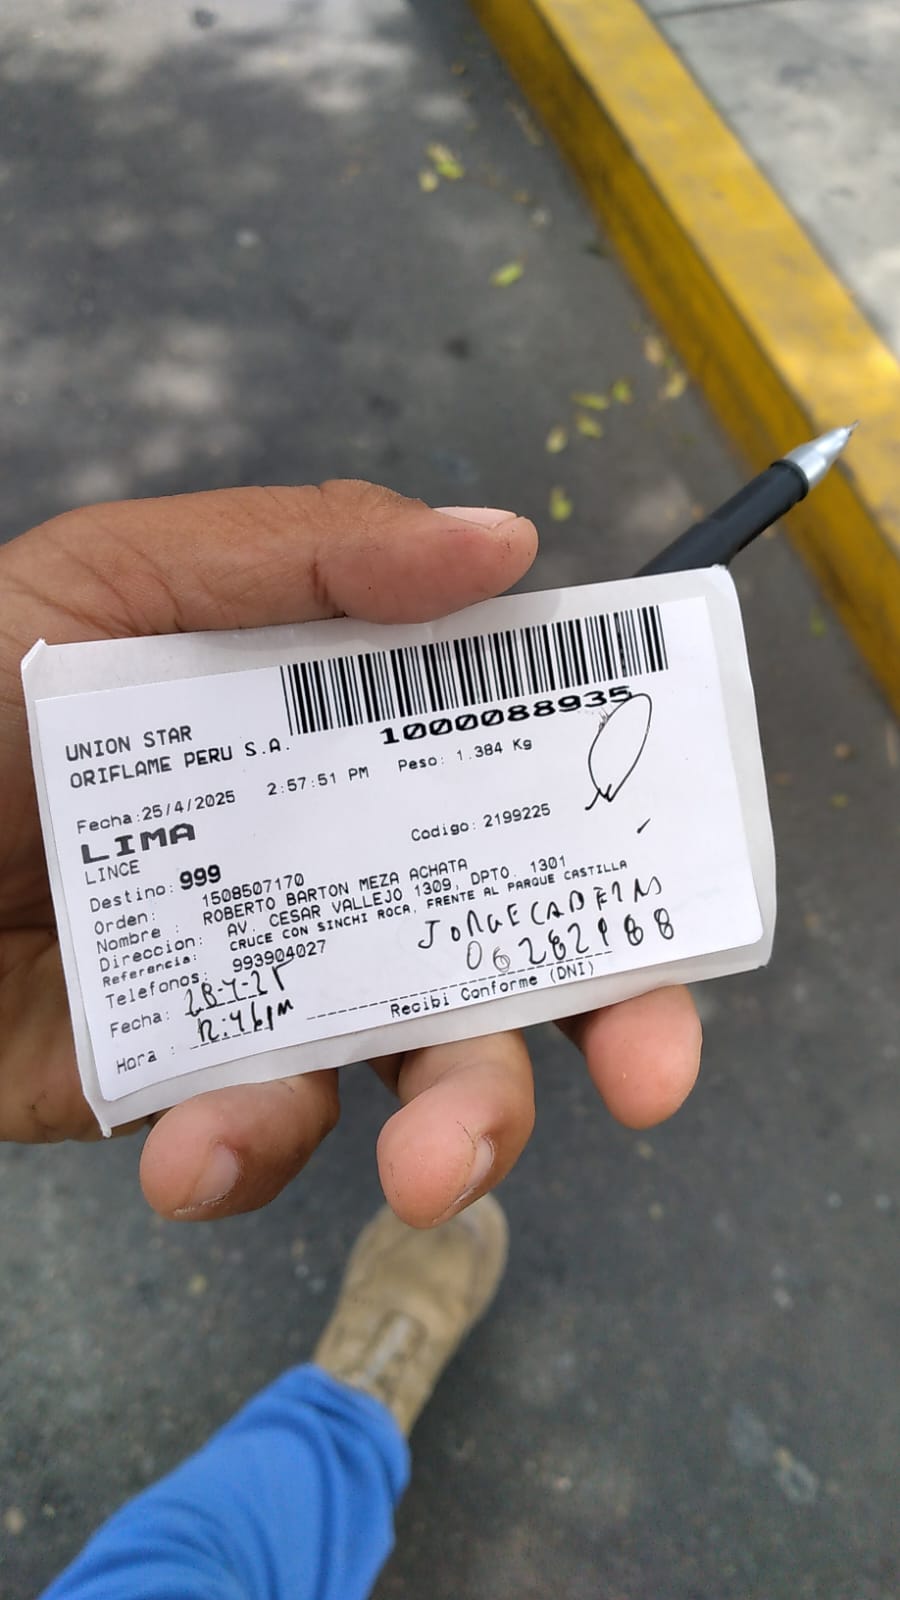 1000088935
UNION STAR
ORIFLAME PERU S.A.
Fecha:25/4/2025 2:57:51 PM Peso: 1.384 Kg
LIMA
LINCE Codigo: 2199225
Destino: 999
Orden: 1508507170
Nombre : ROBERTO BARTON MEZA ACHATA
Direccion: AV. CESAR VALLEJO 1309, DPTO. 1301
Referencia: CRUCE CON SINCHI ROCA, FRENTE AL PARQUE CASTILLA
Telefonos: 993904027
JORGE
Fecha:
Hora :
Recibi Conforme (DNI)